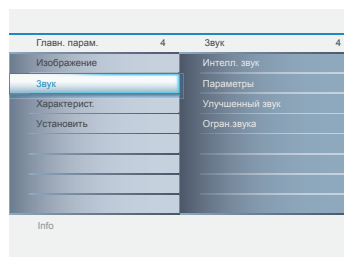 Главн. парам. 4
Звук 4
Изображение
Звук
Характерист.
Установить
Интелл. звук
Параметры
Улучшенный звук
Огран.звука
Info